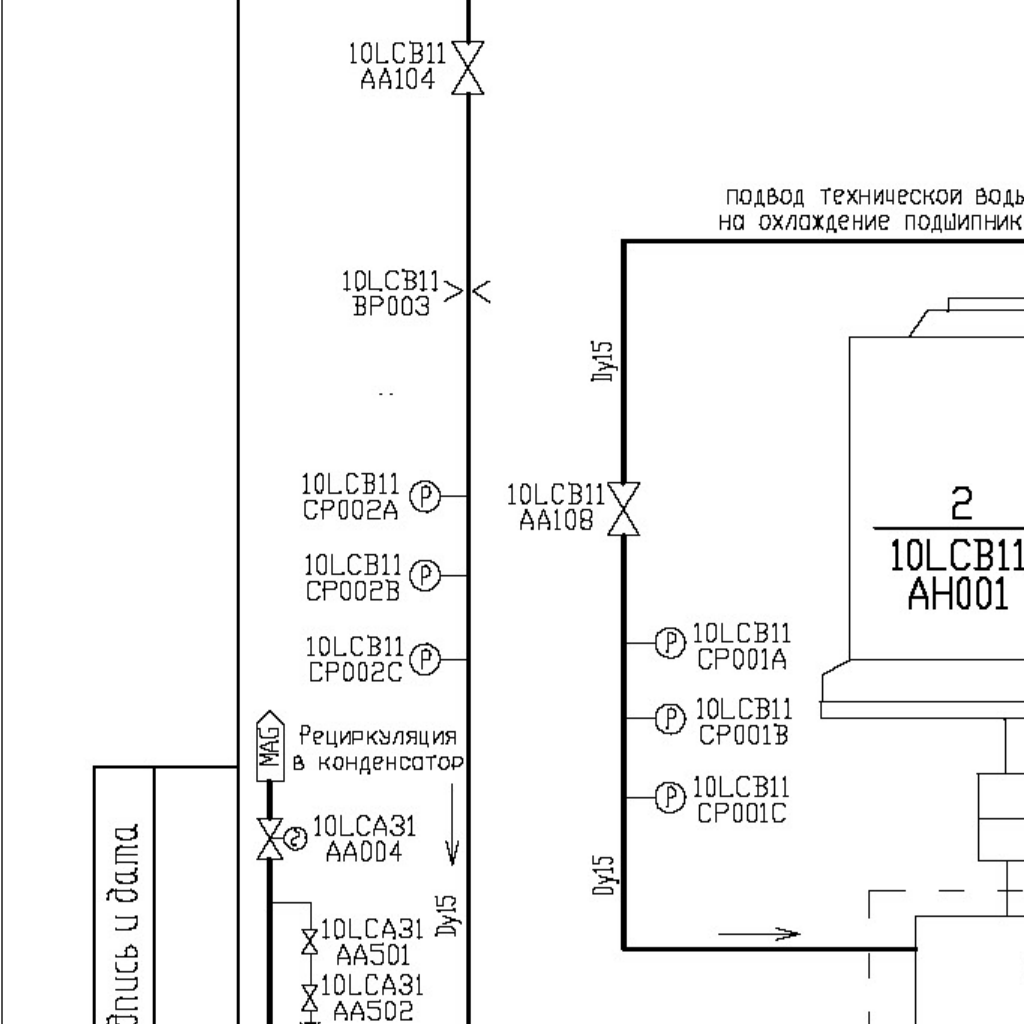 10LCB11
AA104
подвод технической воды
на охлаждение подшипник
10LCB11
BP003
Dy15
10LCB11
CP002A
P
10LCB11
AA108
2
10LCB11
AH001
10LCB11
CP002B
P
P
10LCB11
CP001A
10LCB11
CP002C
P
P
10LCB11
CP001B
MAG
Рециркуляция
в конденсатор
P
10LCB11
CP001C
10LCA31
AA004
Dy15
Dy15
10LCA31
AA501
10LCA31
AA502
дпись и дата